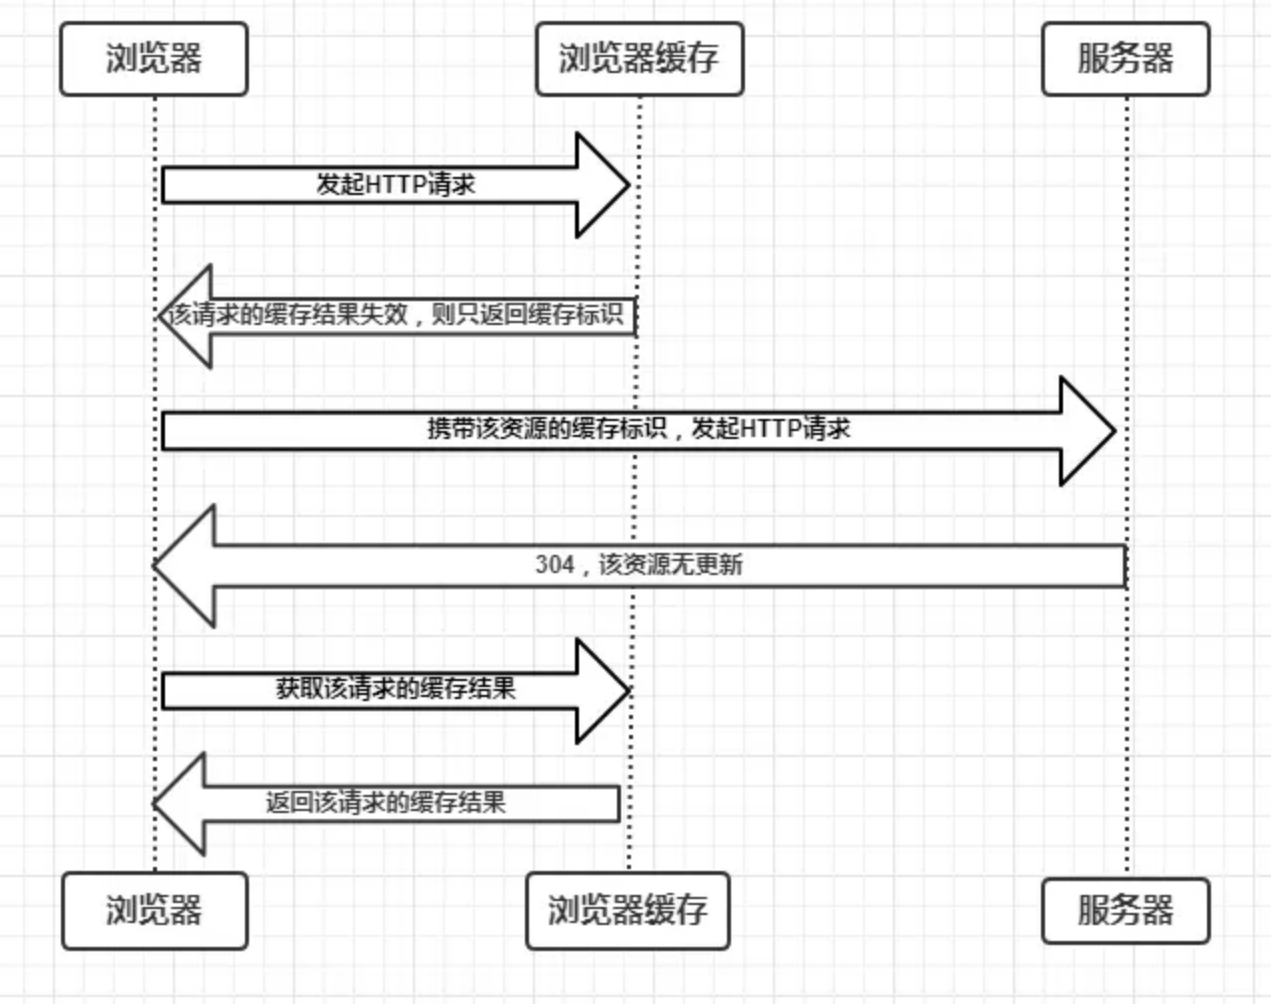 浏览器
浏览器缓存
服务器
发起HTTP请求
该请求的缓存结果失效，则只返回缓存标识
携带该资源的缓存标识，发起HTTP请求
304，该资源无更新
获取该请求的缓存结果
返回该请求的缓存结果
浏览器
浏览器缓存
服务器